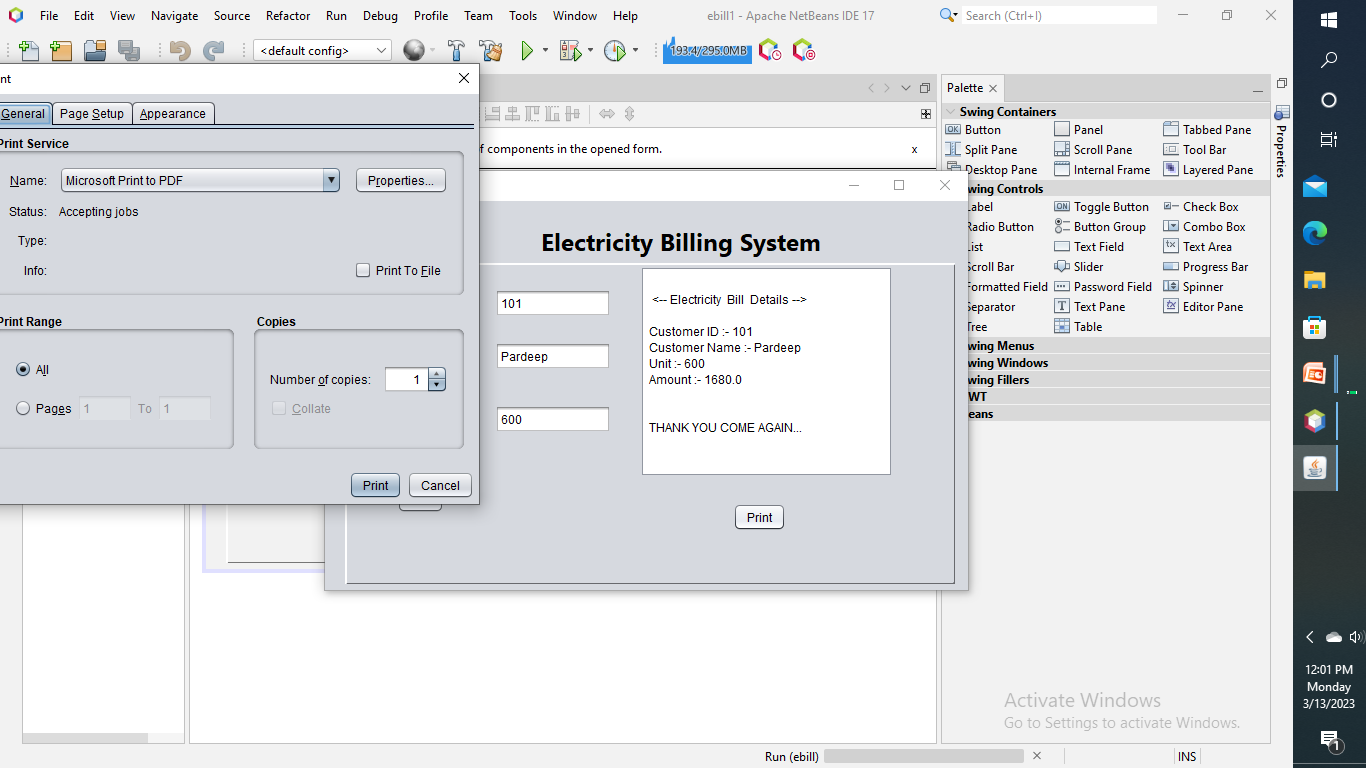 File Edit View Navigate Source Refactor Run Debug Profile Team Tools Window Help
ebill1 - Apache NetBeans IDE 17
Search (Ctrl+I)
<default config>
193.4/295.0MB
nt
General Page Setup Appearance
Print Service
Name: Microsoft Print to PDF Properties...
Status: Accepting jobs
Type:
Info: Print To File
Print Range
All
Pages 1 To 1
Copies
Number of copies: 1
Collate
Print Cancel
f components in the opened form.
x
Electricity Billing System
101
Pardeep
600
<-- Electricity Bill Details -->
Customer ID :- 101
Customer Name :- Pardeep
Unit :- 600
Amount :- 1680.0
THANK YOU COME AGAIN...
Print
Palette
Swing Containers
OK Button Panel Tabbed Pane
Split Pane Scroll Pane Tool Bar
Desktop Pane Internal Frame Layered Pane
wing Controls
Label ON Toggle Button Check Box
Radio Button Button Group Combo Box
List Text Field Text Area
Scroll Bar Slider Progress Bar
Formatted Field Password Field Spinner
Separator Text Pane Editor Pane
Tree Table
wing Menus
wing Windows
wing Fillers
WT
eans
Properties
Activate Windows
Go to Settings to activate Windows.
Run (ebill)
INS
12:01 PM
Monday
3/13/2023
1